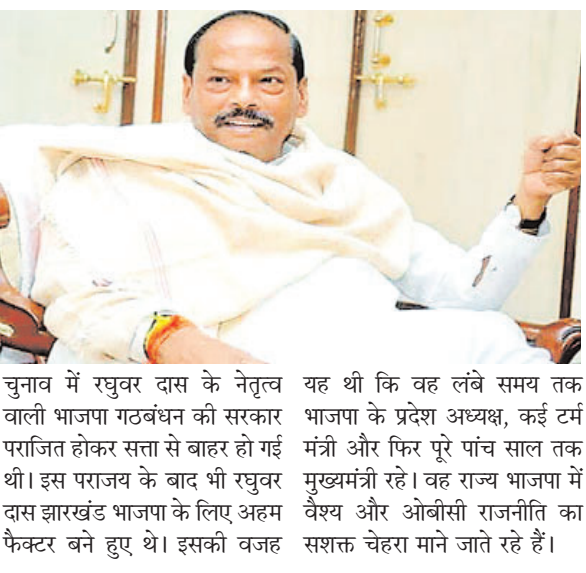 चुनाव में रघुवर दास के नेतृत्व
वाली भाजपा गठबंधन की सरकार
पराजित होकर सत्ता से बाहर हो गई
थी। इस पराजय के बाद भी रघुवर
दास झारखंड भाजपा के लिए अहम
फैक्टर बने हुए थे। इसकी वजह
यह थी कि वह लंबे समय तक
भाजपा के प्रदेश अध्यक्ष, कई टर्म
मंत्री और फिर पूरे पांच साल तक
मुख्यमंत्री रहे। वह राज्य भाजपा में
वैश्य और ओबीसी राजनीति का
सशक्त चेहरा माने जाते रहे हैं।